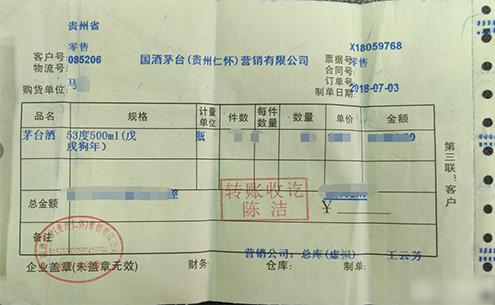 贵州省
零售
客户号: 085206
物流号:
购货单位: 马
国酒茅台(贵州仁怀)营销有限公司
X18059768
票据号: 零售
合同号:
订单号:
制单日期: 2018-07-03
品名 规格 计量单位 件数 每件数量 数量 单价 金额
茅台酒 53度500ml(戊戌狗年) 瓶
总金额 整 ¥
转账收讫
陈洁
备注
营销公司: 总库(虚拟) 王云芳
企业盖章(未盖章无效) 财务: 仓库: 制单:
第三联:客户